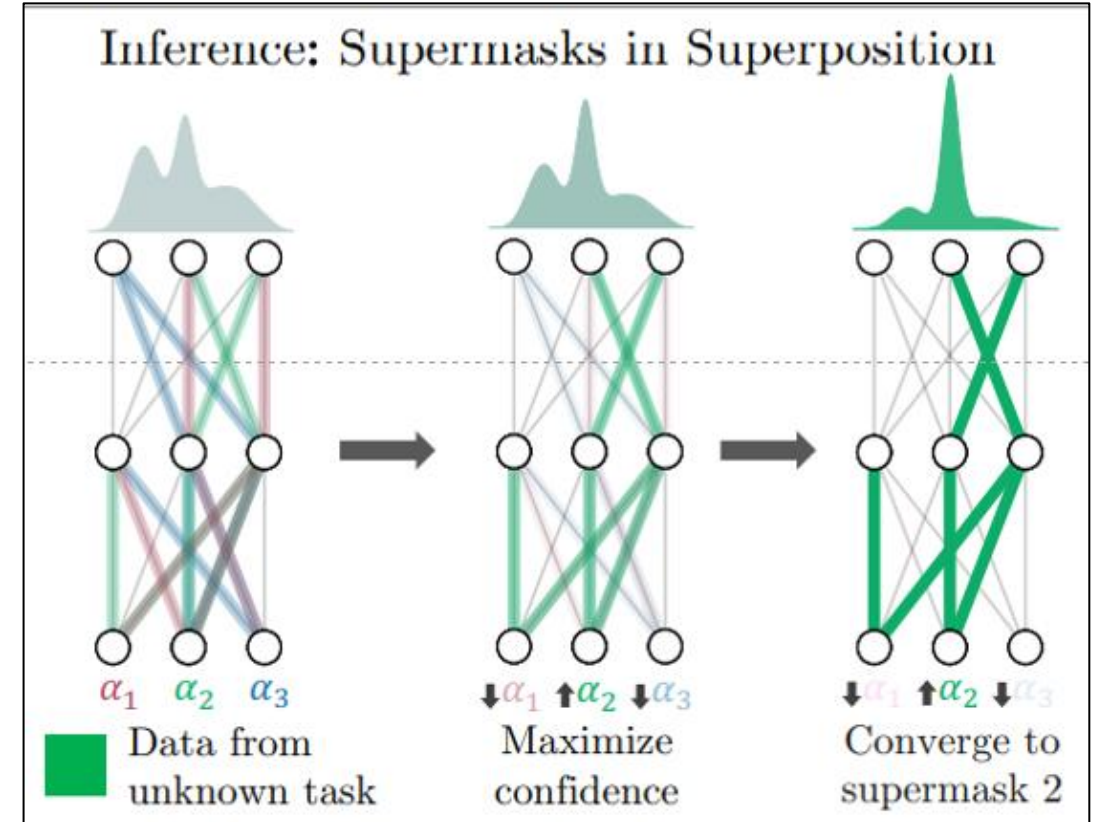 Inference: Supermasks in Superposition
α₁ α₂ α₃
⬇α₁ ⬆α₂ ⬇α₃
⬇α₁ ⬆α₂ ⬇α₃
Data from
unknown task
Maximize
confidence
Converge to
supermask 2